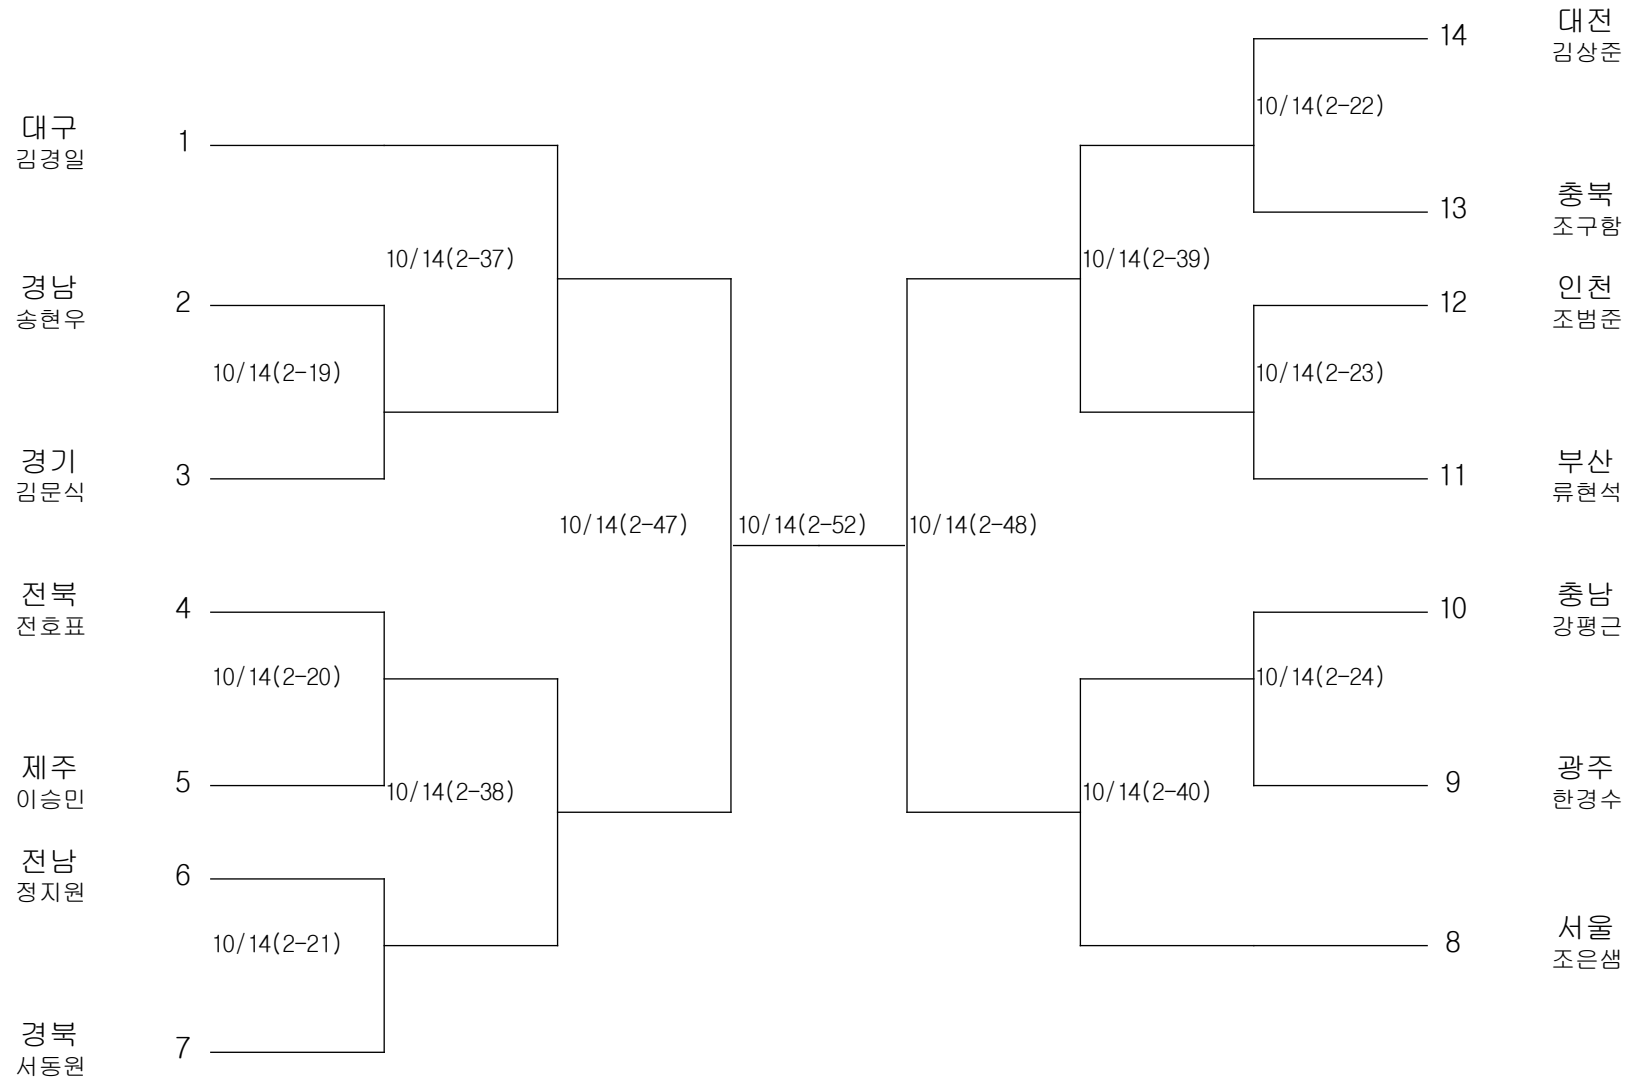 대전
14
김상준
10/14(2-22)
대구
1
김경일
충북
13
조구함
10/14(2-37)
10/14(2-39)
경남
2
송현우
인천
12
조범준
10/14(2-19)
10/14(2-23)
경기
3
김문식
부산
11
류현석
10/14(2-47)
10/14(2-52)
10/14(2-48)
전북
4
전호표
충남
10
강평근
10/14(2-20)
10/14(2-24)
제주
5
이승민
10/14(2-38)
10/14(2-40)
광주
9
한경수
전남
6
정지원
10/14(2-21)
서울
8
조은샘
경북
7
서동원